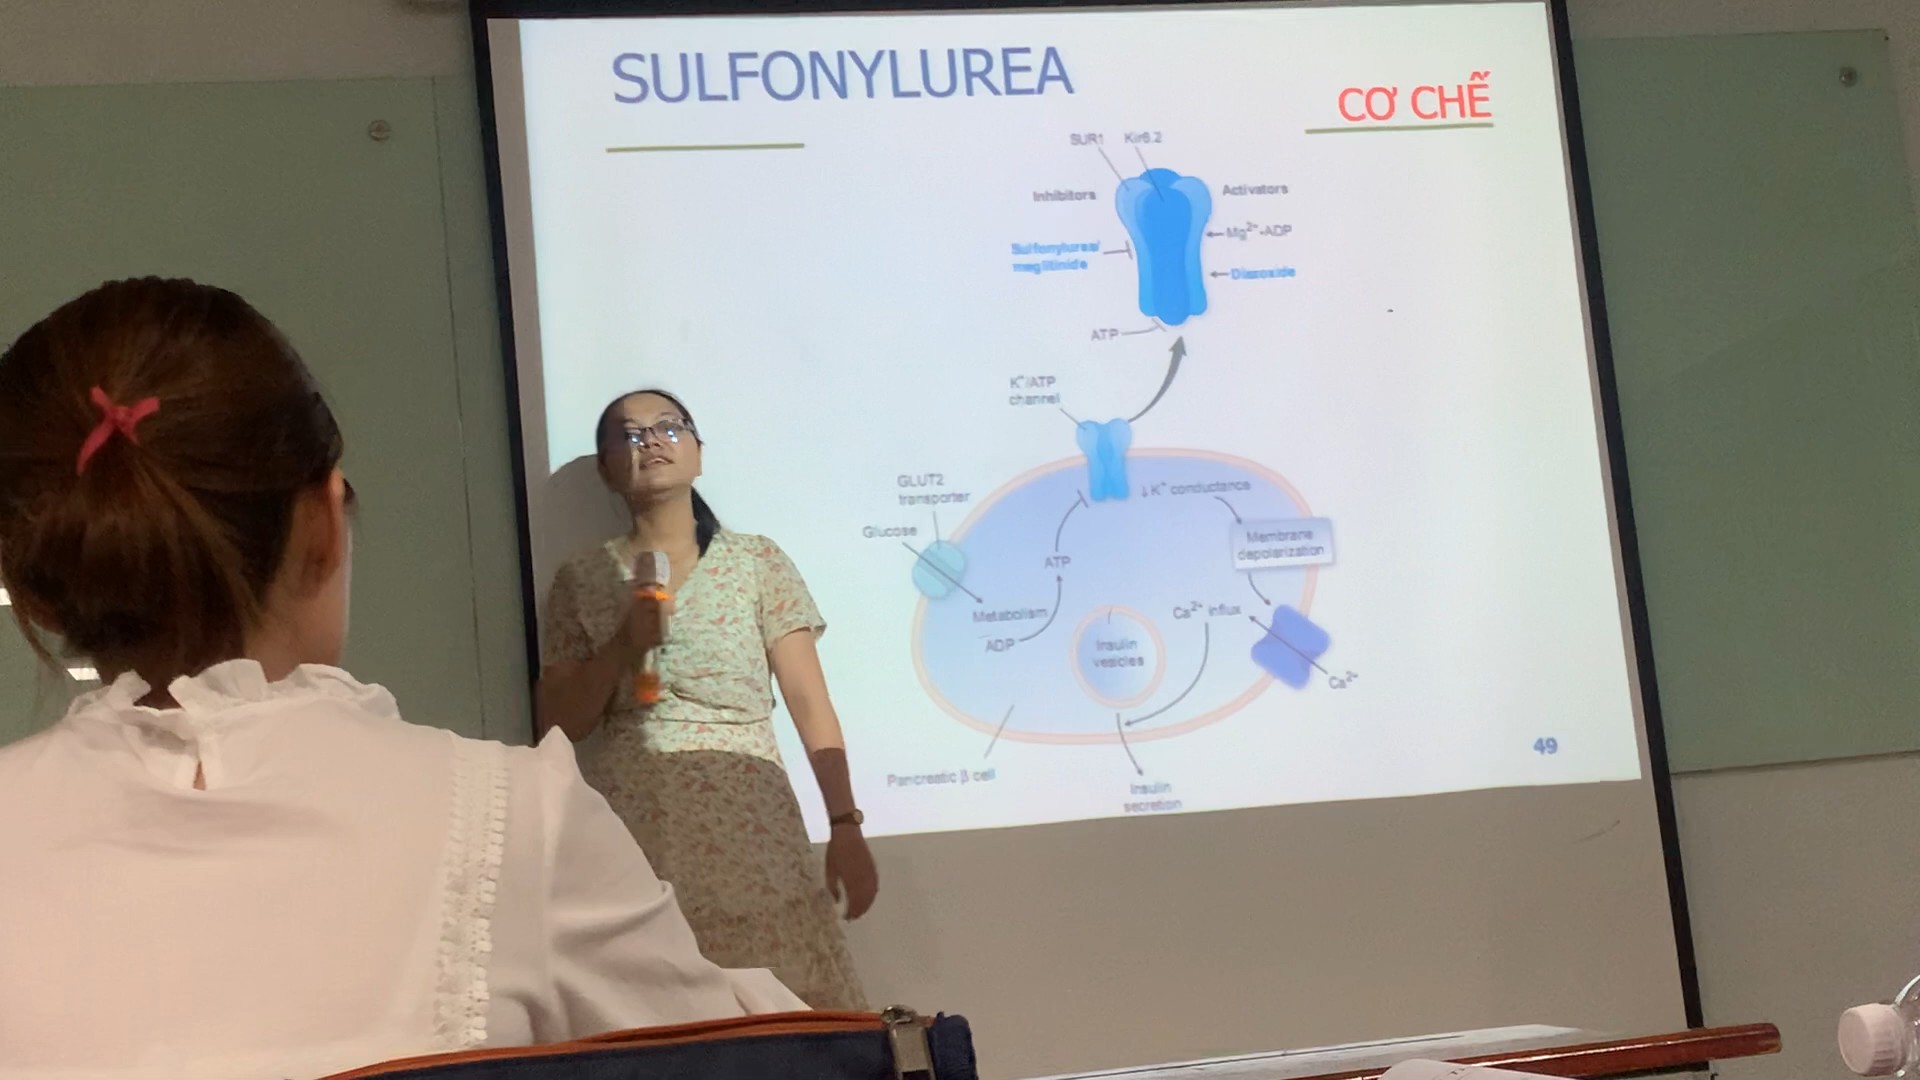 SULFONYLUREA
CƠ CHẾ
SUR1 Kir6.2
Inhibitors
Activators
Mg²⁺-ADP
Sulfonylurea/
meglitinide
Diazoxide
ATP
K⁺/ATP
channel
GLUT2
transporter
↓K⁺ conductance
Glucose
Membrane
depolarization
ATP
Metabolism
Ca²⁺ influx
ADP
Insulin
vesicles
Ca²⁺
49
Pancreatic β cell
Insulin
secretion